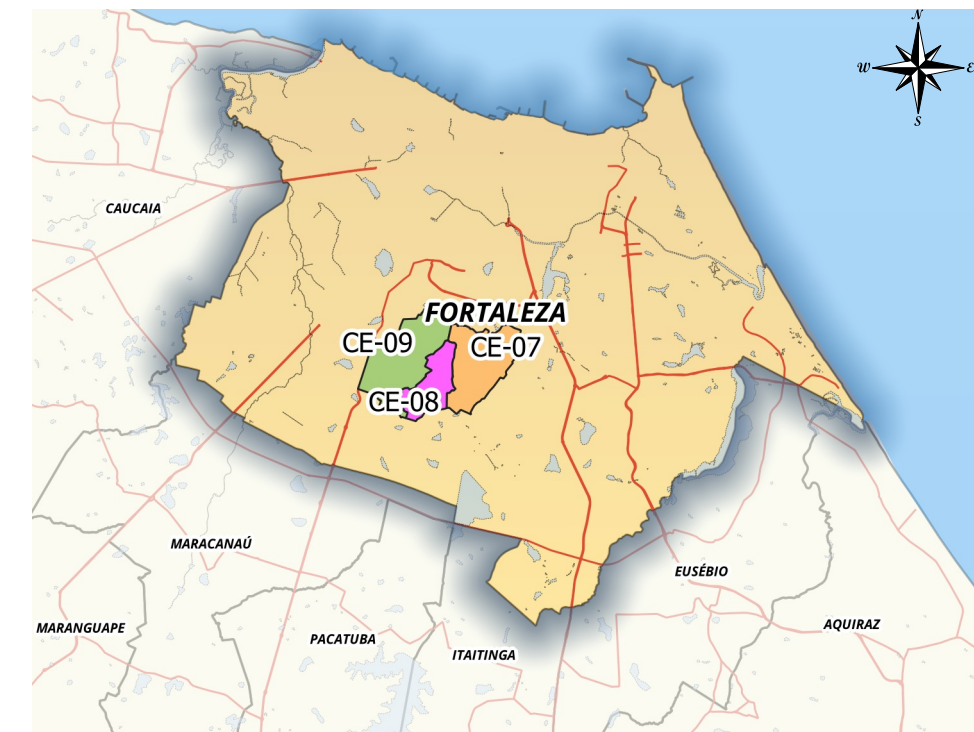 N
W
E
S
CAUCAIA
FORTALEZA
CE-09
CE-07
CE-08
MARACANAÚ
EUSÉBIO
MARANGUAPE
PACATUBA
AQUIRAZ
ITAITINGA